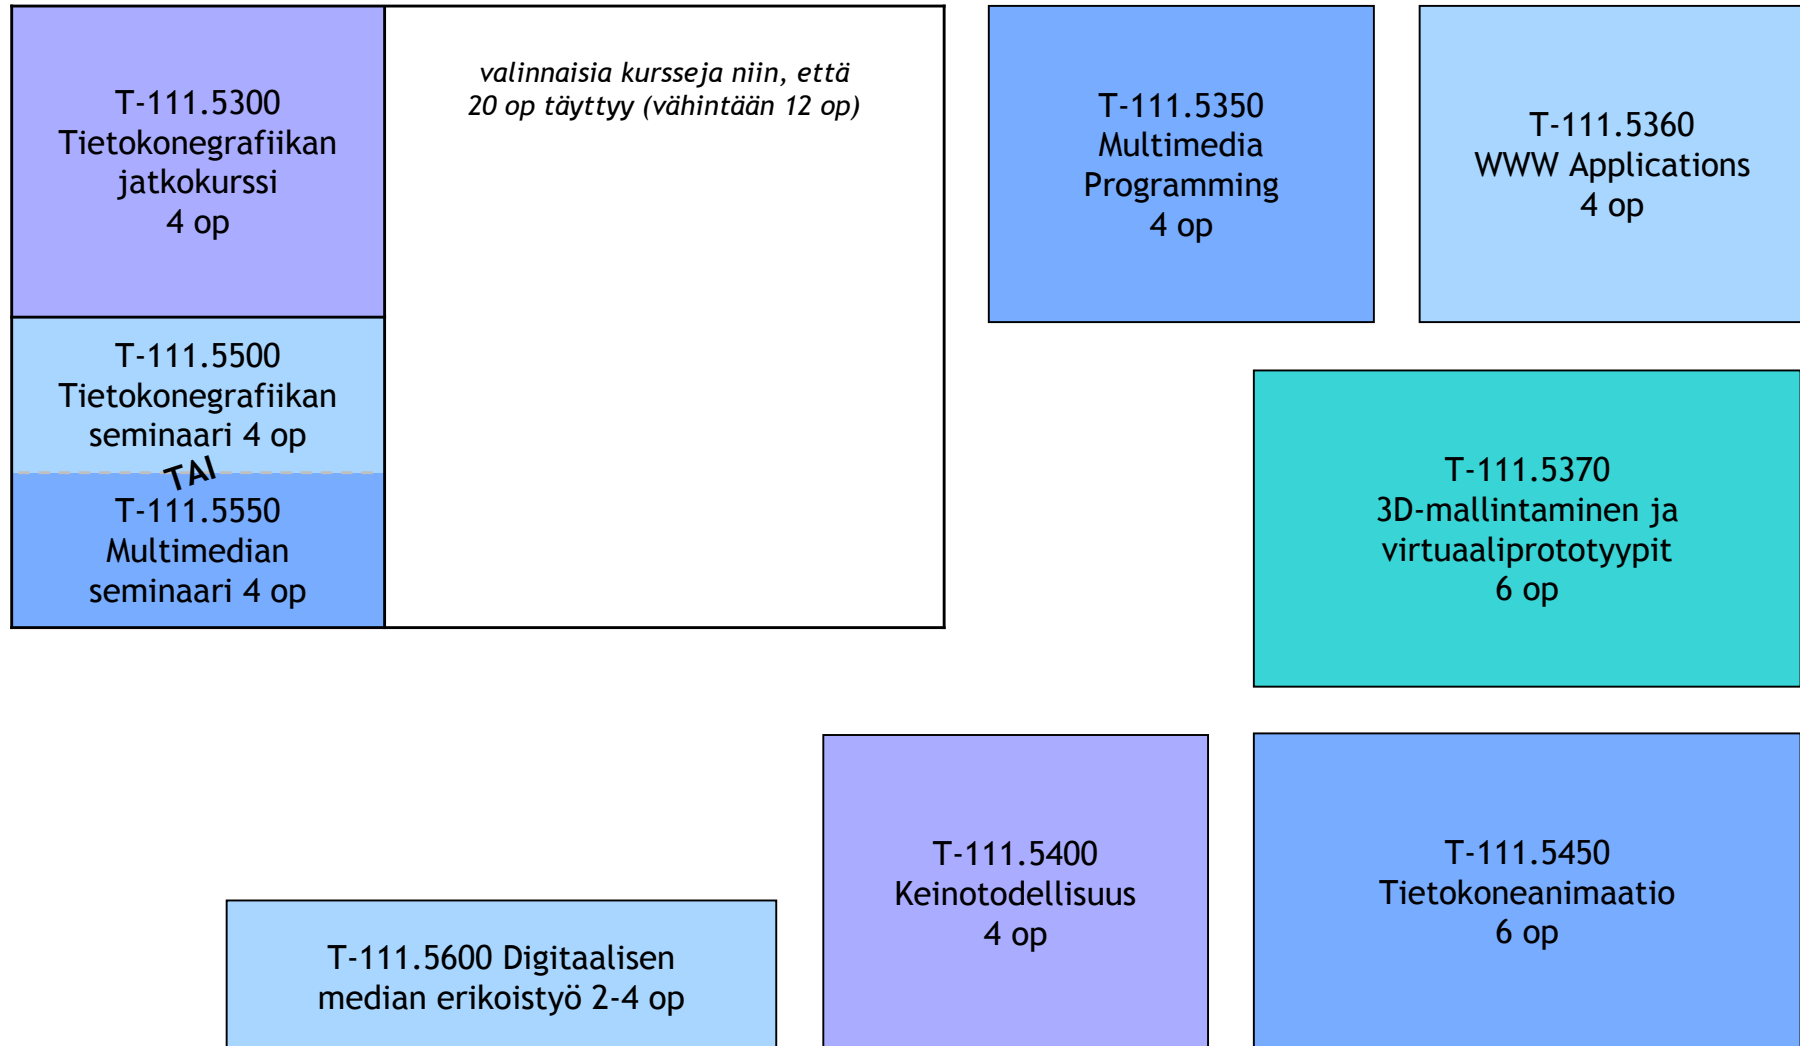 T-111.5300
Tietokonegrafiikan
jatkokurssi
4 op
valinnaisia kursseja niin, että
20 op täyttyy (vähintään 12 op)
T-111.5350
Multimedia
Programming
4 op
T-111.5360
WWW Applications
4 op
T-111.5500
Tietokonegrafiikan
seminaari 4 op
TAI
T-111.5550
Multimedian
seminaari 4 op
T-111.5370
3D-mallintaminen ja
virtuaaliprototyypit
6 op
T-111.5600 Digitaalisen
median erikoistyö 2-4 op
T-111.5400
Keinotodellisuus
4 op
T-111.5450
Tietokoneanimaatio
6 op